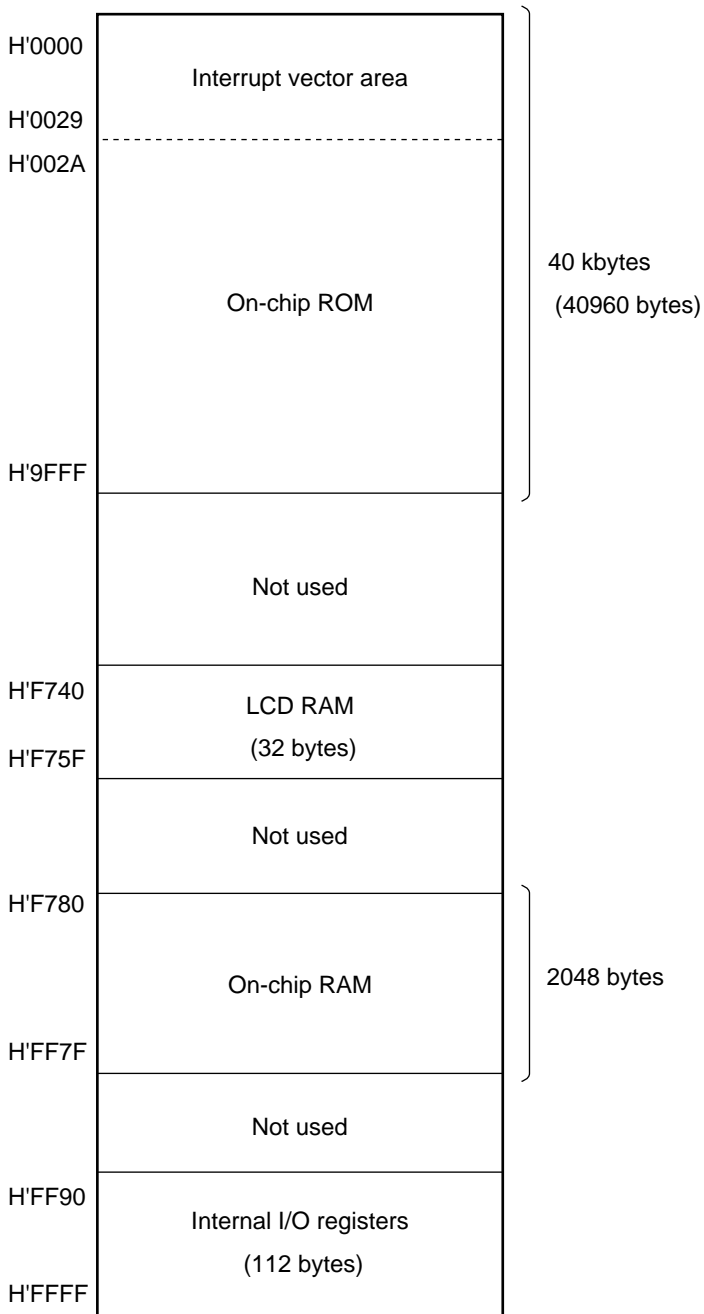 H'0000
Interrupt vector area
H'0029
H'002A
On-chip ROM
40 kbytes
(40960 bytes)
H'9FFF
Not used
H'F740
LCD RAM
(32 bytes)
H'F75F
Not used
H'F780
On-chip RAM
2048 bytes
H'FF7F
Not used
H'FF90
Internal I/O registers
(112 bytes)
H'FFFF